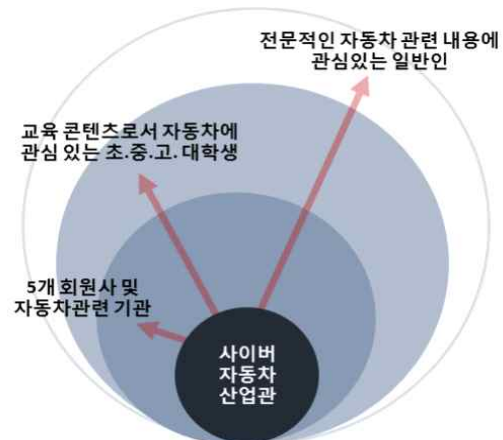 전문적인 자동차 관련 내용에
관심있는 일반인
교육 콘텐츠로서 자동차에
관심 있는 초.중.고. 대학생
5개 회원사 및
자동차관련 기관
사이버
자동차
산업관